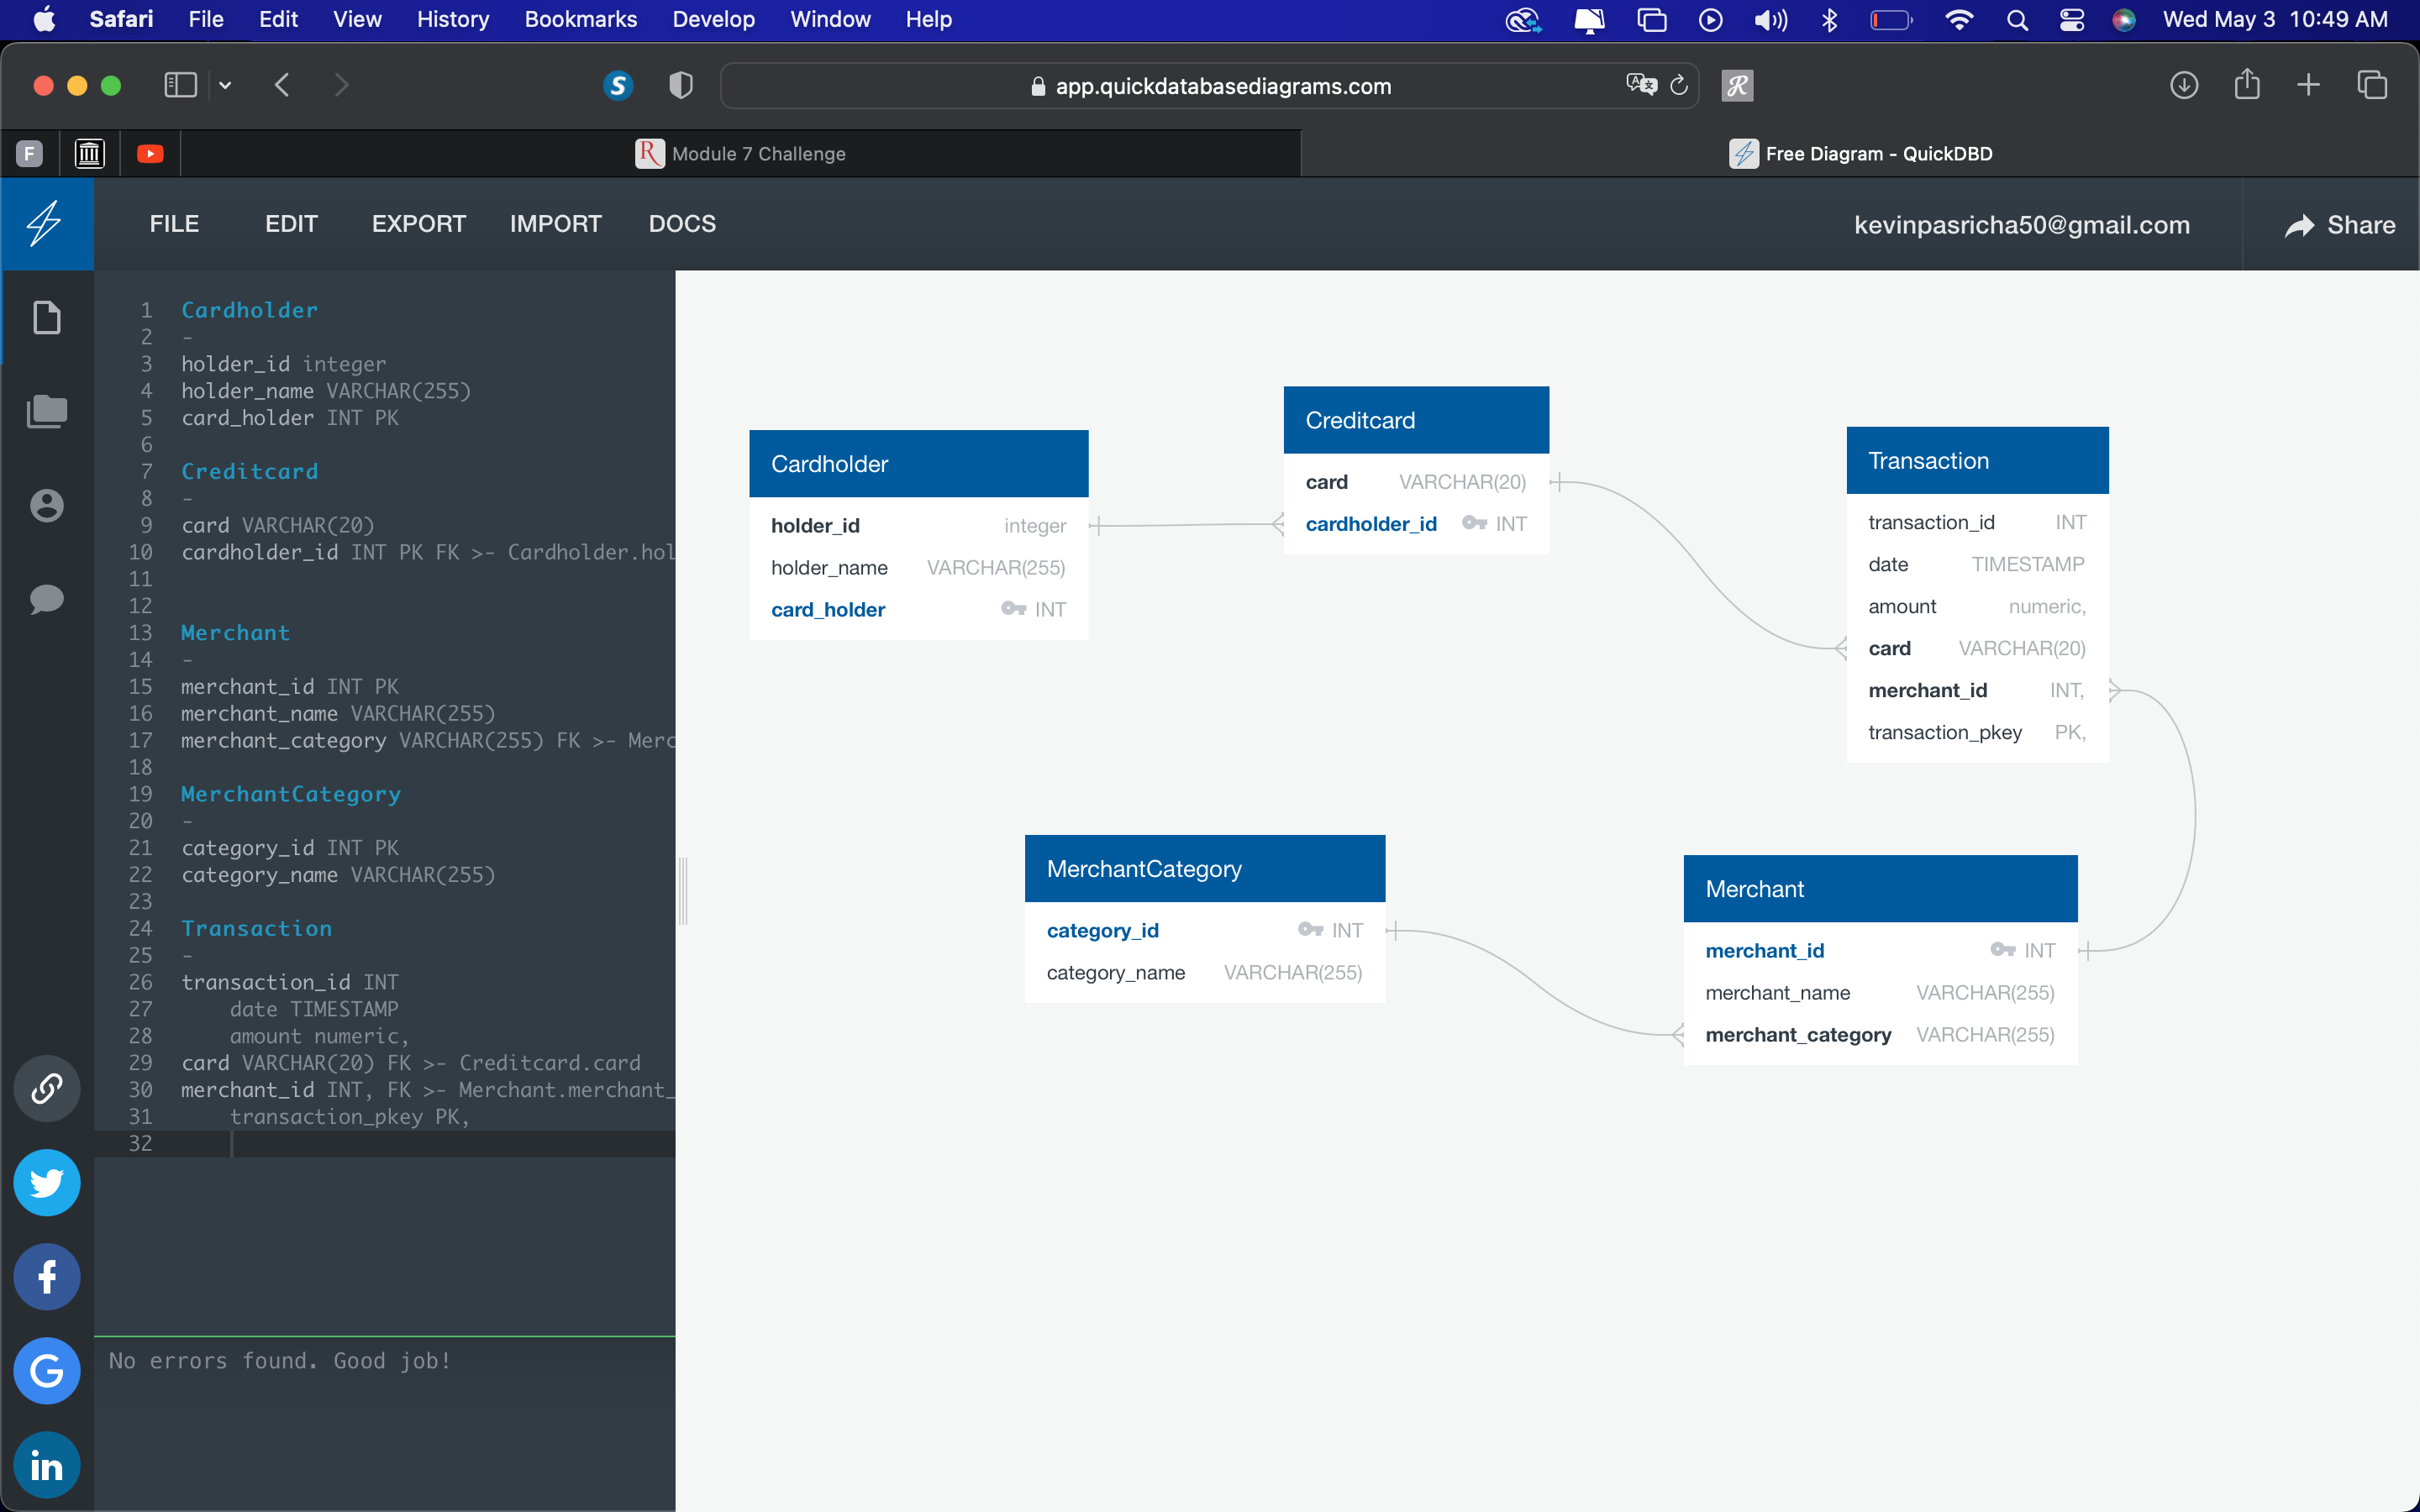 Safari File Edit View History Bookmarks Develop Window Help Wed May 3 10:49 AM
app.quickdatabasediagrams.com
F Module 7 Challenge Free Diagram - QuickDBD
FILE EDIT EXPORT IMPORT DOCS kevinpasricha50@gmail.com Share
1 Cardholder
2 -
3 holder_id integer
4 holder_name VARCHAR(255)
5 card_holder INT PK
6
7 Creditcard
8 -
9 card VARCHAR(20)
10 cardholder_id INT PK FK >- Cardholder.hol
11
12
13 Merchant
14 -
15 merchant_id INT PK
16 merchant_name VARCHAR(255)
17 merchant_category VARCHAR(255) FK >- Merc
18
19 MerchantCategory
20 -
21 category_id INT PK
22 category_name VARCHAR(255)
23
24 Transaction
25 -
26 transaction_id INT
27 date TIMESTAMP
28 amount numeric,
29 card VARCHAR(20) FK >- Creditcard.card
30 merchant_id INT, FK >- Merchant.merchant_
31 transaction_pkey PK,
32
No errors found. Good job!
Cardholder
holder_id integer
holder_name VARCHAR(255)
card_holder INT
Creditcard
card VARCHAR(20)
cardholder_id INT
Transaction
transaction_id INT
date TIMESTAMP
amount numeric,
card VARCHAR(20)
merchant_id INT,
transaction_pkey PK,
MerchantCategory
category_id INT
category_name VARCHAR(255)
Merchant
merchant_id INT
merchant_name VARCHAR(255)
merchant_category VARCHAR(255)